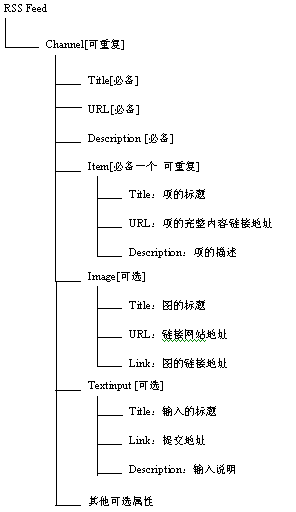 RSS Feed
Channel[可重复]
Title[必备]
URL[必备]
Description [必备]
Item[必备一个 可重复]
Title：项的标题
URL：项的完整内容链接地址
Description：项的描述
Image[可选]
Title：图的标题
URL：链接网站地址
Link：图的链接地址
Textinput [可选]
Title：输入的标题
Link：提交地址
Description：输入说明
其他可选属性